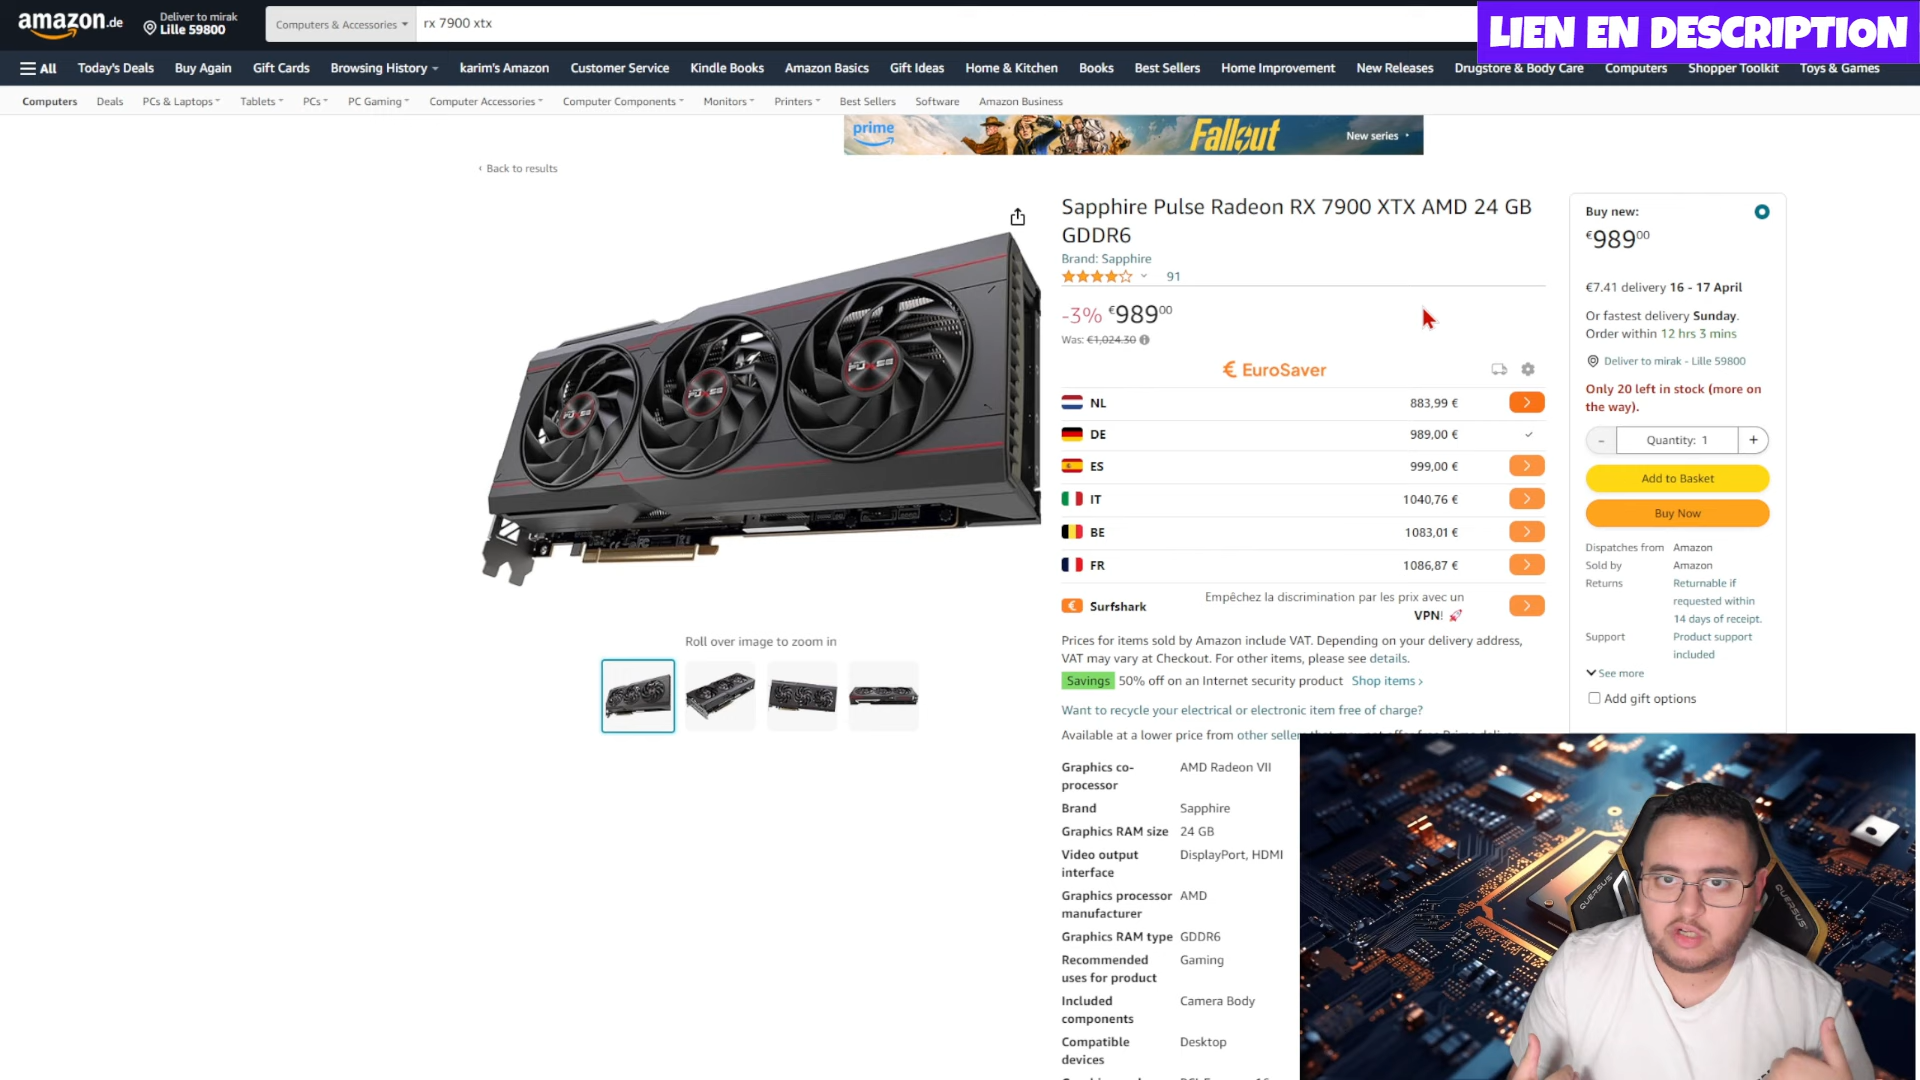 amazon.de
Deliver to mirak
Lille 59800
Computers & Accessories
rx 7900 xtx
LIEN EN DESCRIPTION
All
Today's Deals
Buy Again
Gift Cards
Browsing History
karim's Amazon
Customer Service
Kindle Books
Amazon Basics
Gift Ideas
Home & Kitchen
Books
Best Sellers
Home Improvement
New Releases
Drugstore & Body Care
Computers
Shopper Toolkit
Toys & Games
Computers
Deals
PCs & Laptops
Tablets
PCs
PC Gaming
Computer Accessories
Computer Components
Monitors
Printers
Best Sellers
Software
Amazon Business
prime
Fallout
New series
‹ Back to results
Sapphire Pulse Radeon RX 7900 XTX AMD 24 GB
GDDR6
Brand: Sapphire
91
-3% €98900
Was: €1,024.30
€ EuroSaver
NL 883,99 €
DE 989,00 €
ES 999,00 €
IT 1040,76 €
BE 1083,01 €
FR 1086,87 €
€ Surfshark
Empêchez la discrimination par les prix avec un
VPN! 🚀
Prices for items sold by Amazon include VAT. Depending on your delivery address,
VAT may vary at Checkout. For other items, please see details.
Savings 50% off on an Internet security product Shop items ›
Want to recycle your electrical or electronic item free of charge?
Available at a lower price from other sellers
Graphics co-
processor
AMD Radeon VII
Brand Sapphire
Graphics RAM size 24 GB
Video output
interface
DisplayPort, HDMI
Graphics processor
manufacturer
AMD
Graphics RAM type GDDR6
Recommended
uses for product
Gaming
Included
components
Camera Body
Compatible
devices
Desktop
Roll over image to zoom in
Buy new:
€98900
€7.41 delivery 16 - 17 April
Or fastest delivery Sunday.
Order within 12 hrs 3 mins
Deliver to mirak - Lille 59800
Only 20 left in stock (more on
the way).
- Quantity: 1 +
Add to Basket
Buy Now
Dispatches from Amazon
Sold by Amazon
Returns Returnable if
requested within
14 days of receipt.
Support Product support
included
See more
Add gift options
QUERSUS
QUERSUS